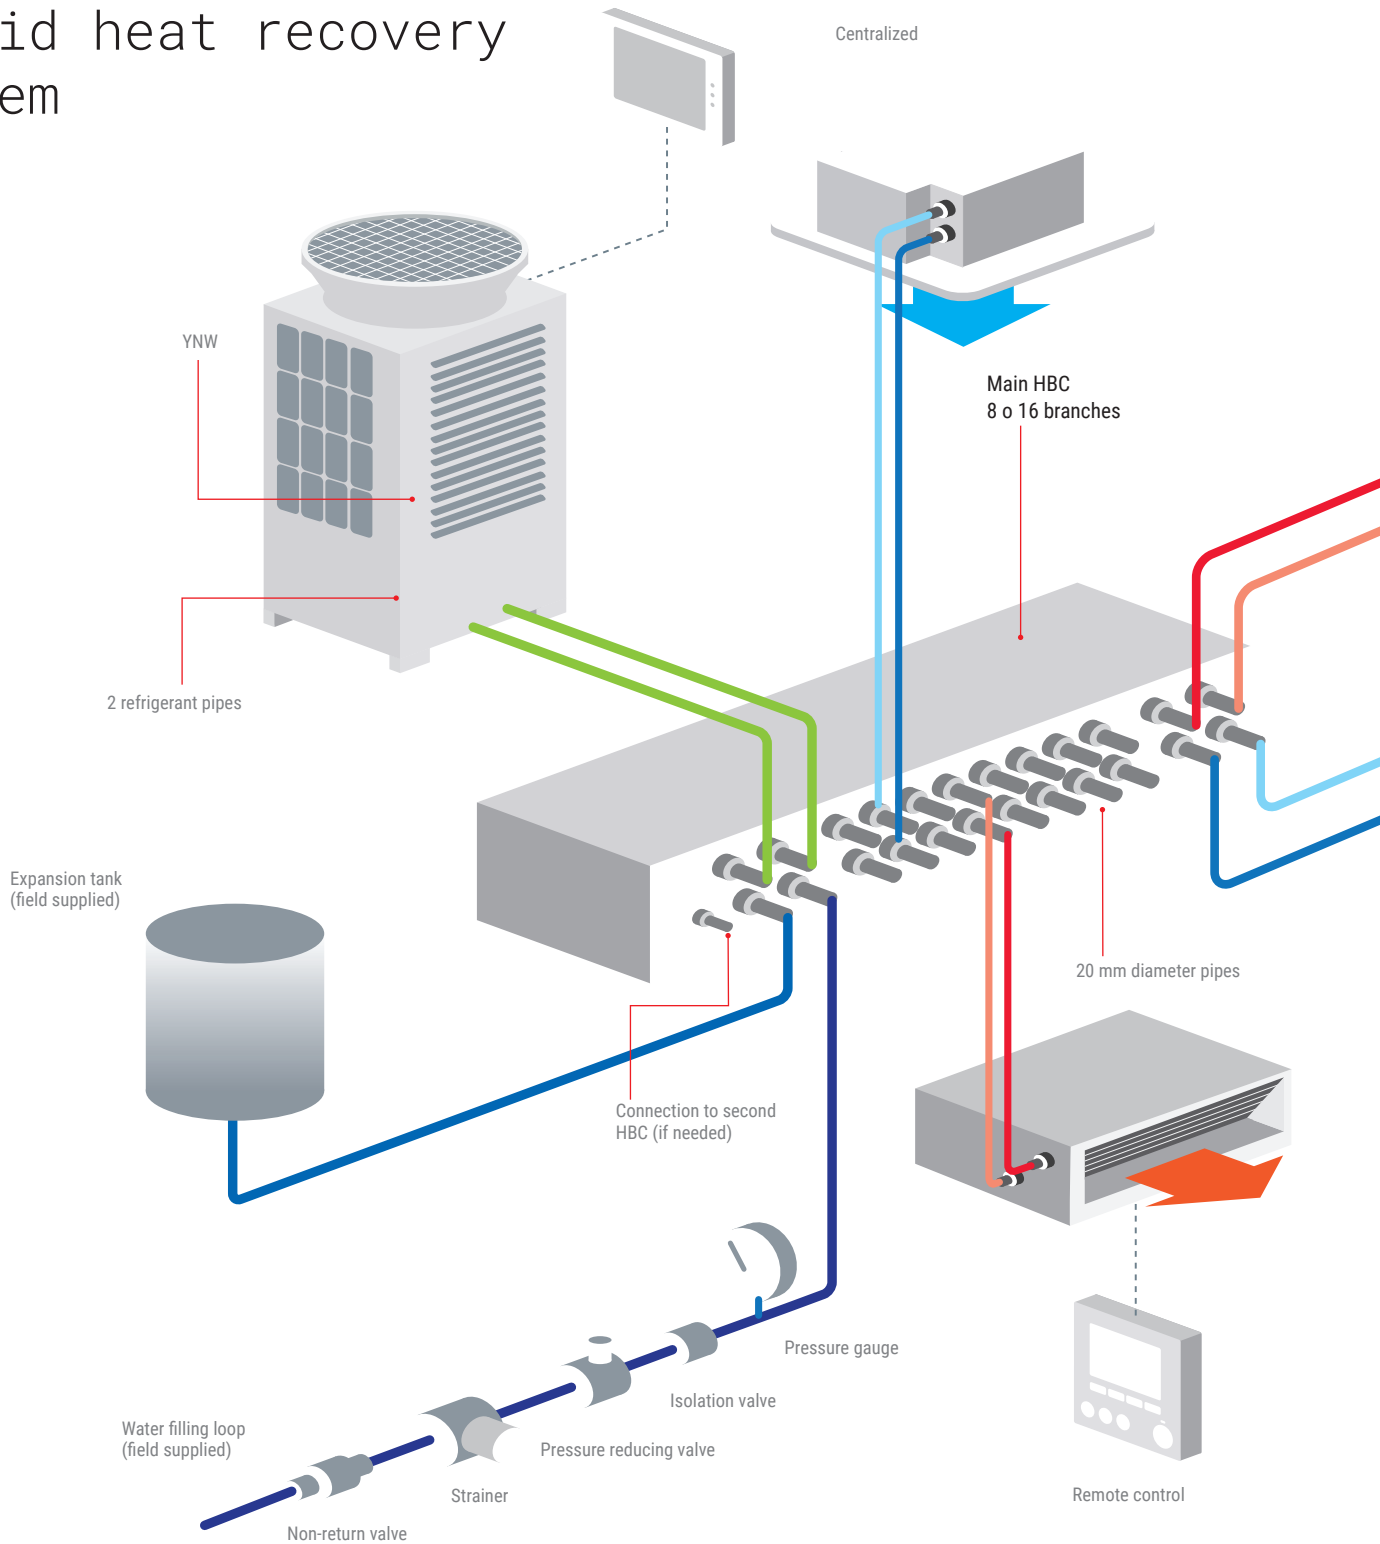 id heat recovery
em
Centralized
YNW
Main HBC
8 o 16 branches
2 refrigerant pipes
Expansion tank
(field supplied)
20 mm diameter pipes
Connection to second
HBC (if needed)
Pressure gauge
Isolation valve
Water filling loop
(field supplied)
Pressure reducing valve
Strainer
Remote control
Non-return valve